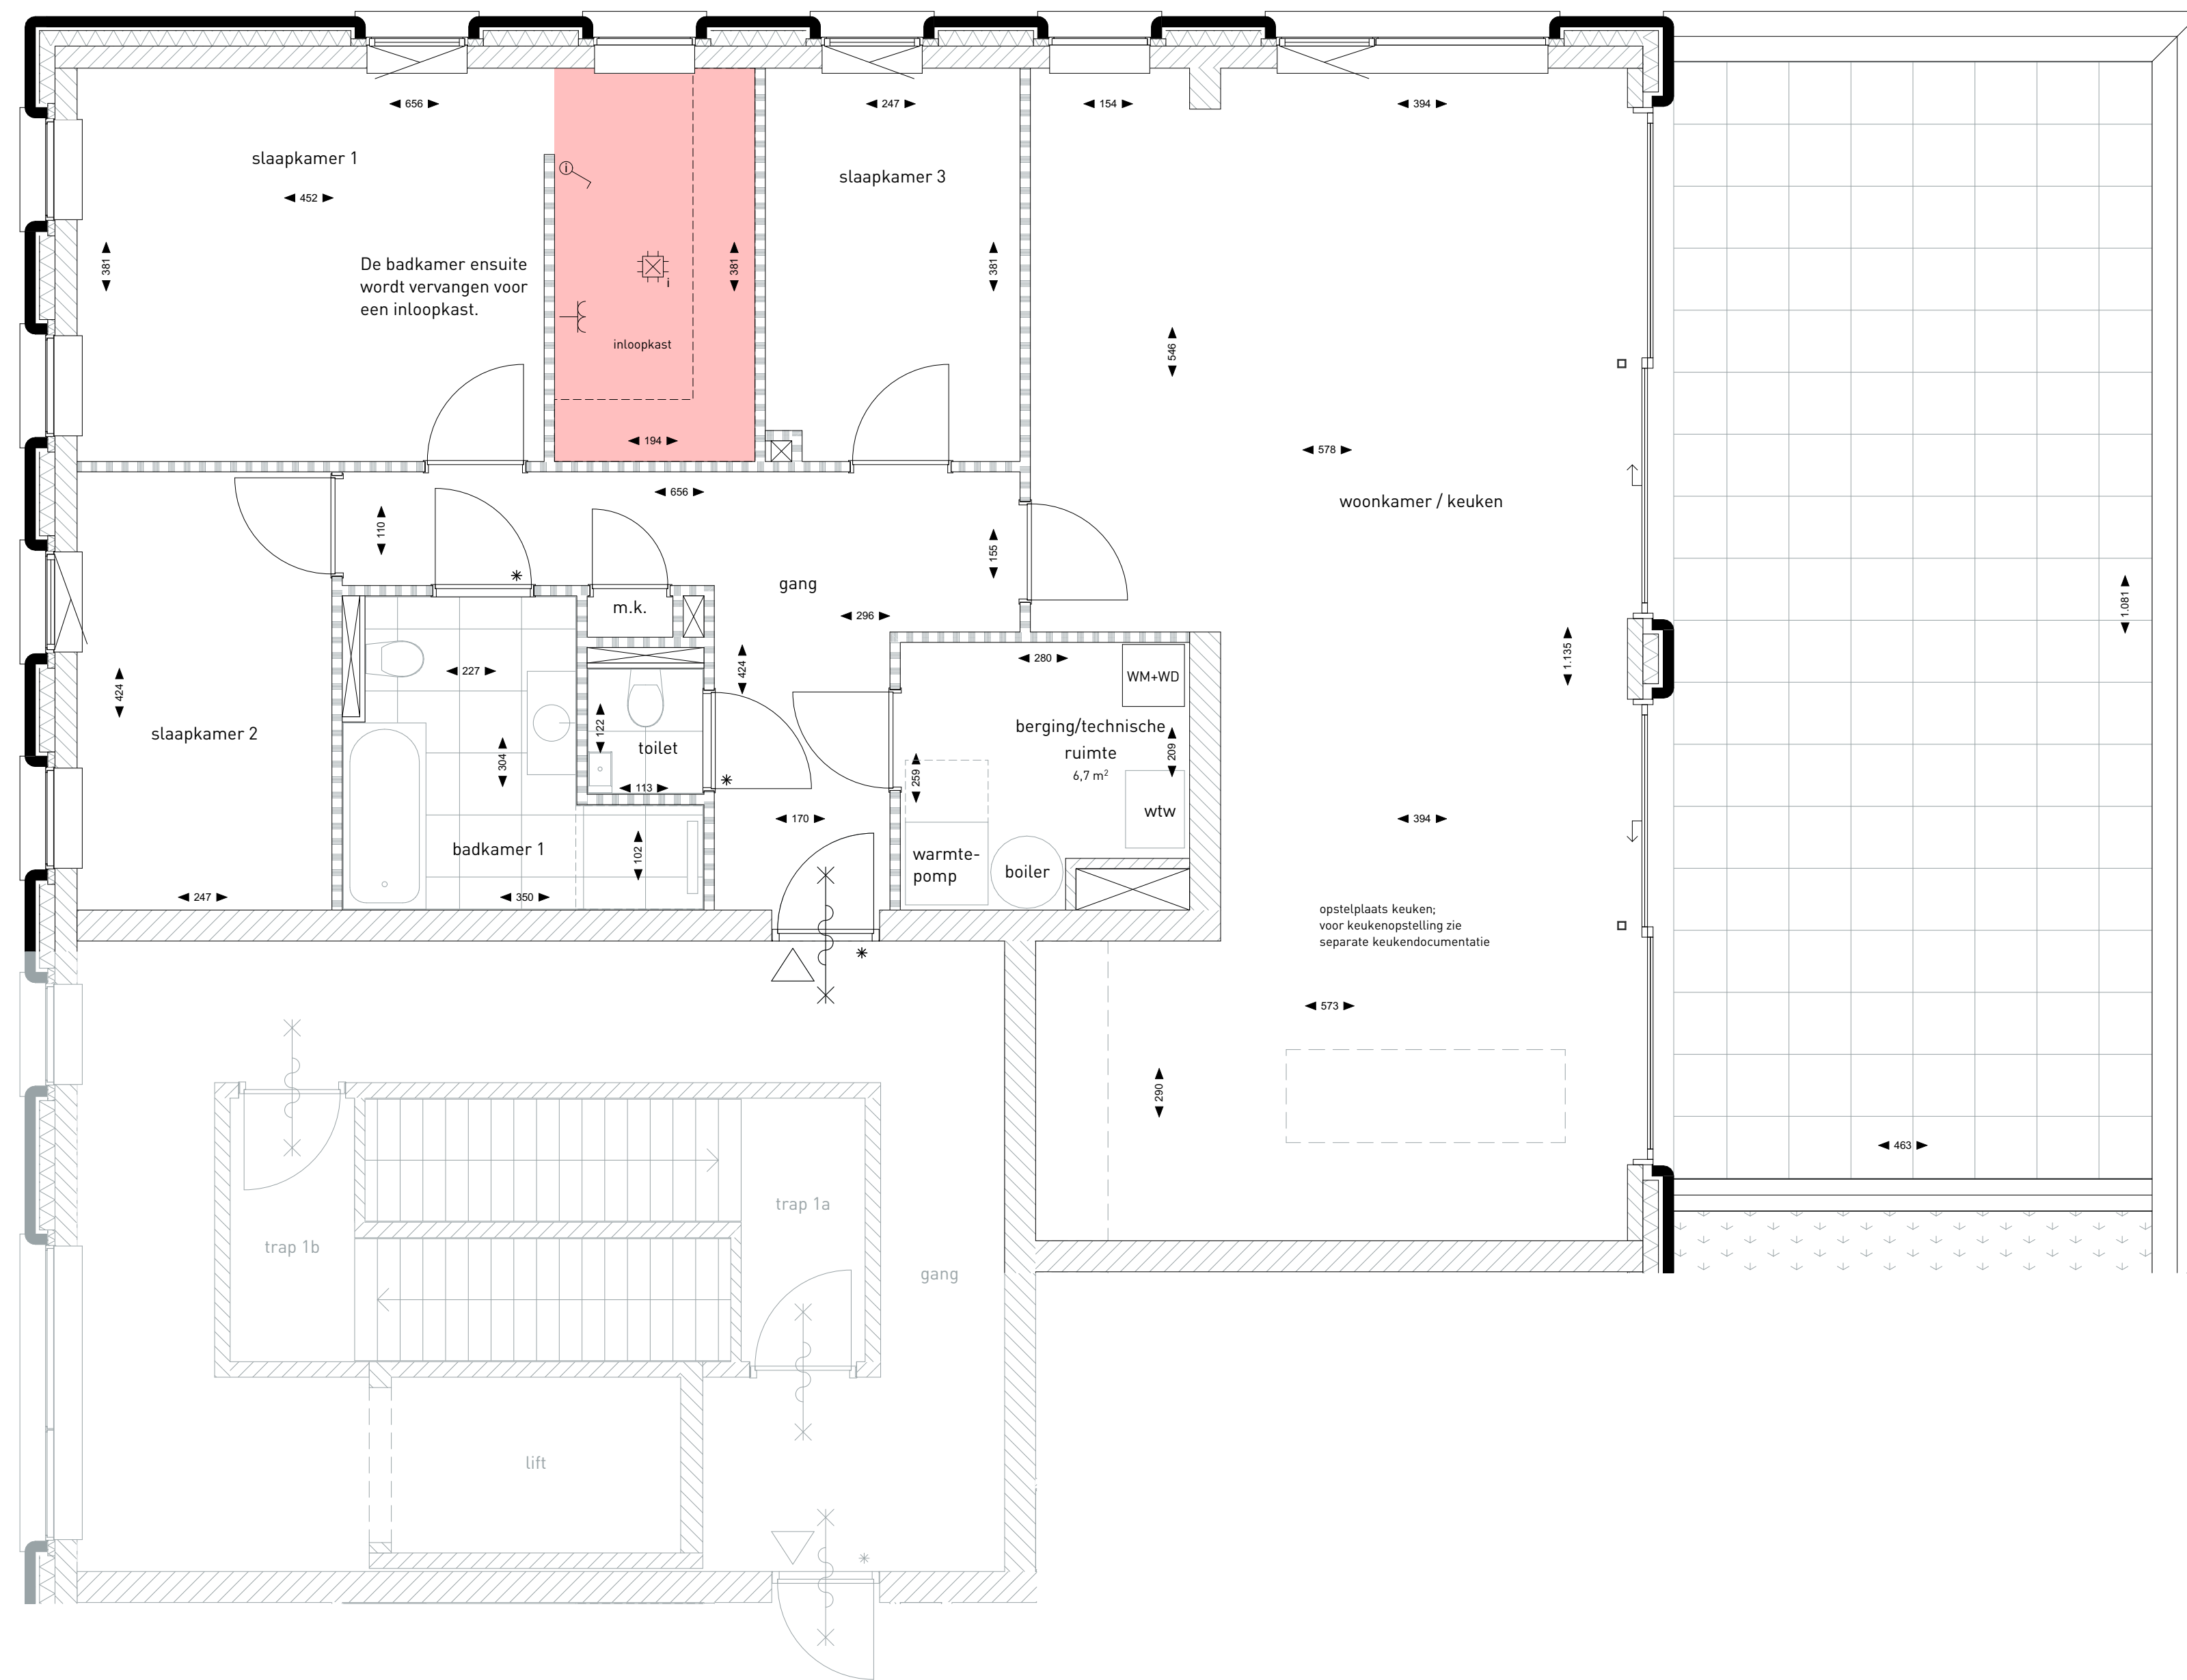 656
247
154
394
slaapkamer 1
452
381
De badkamer ensuite
wordt vervangen voor
een inloopkast.
i
i
381
inloopkast
194
slaapkamer 3
381
546
578
woonkamer / keuken
656
110
155
gang
296
m.k.
424
280
WM+WD
227
424
slaapkamer 2
304
122
toilet
113
berging/technische
ruimte
6,7 m²
209
259
wtw
170
394
1.135
1.081
badkamer 1
102
warmte-
pomp
boiler
247
350
opstelplaats keuken;
voor keukenopstelling zie
separate keukendocumentatie
573
290
463
trap 1a
trap 1b
gang
lift